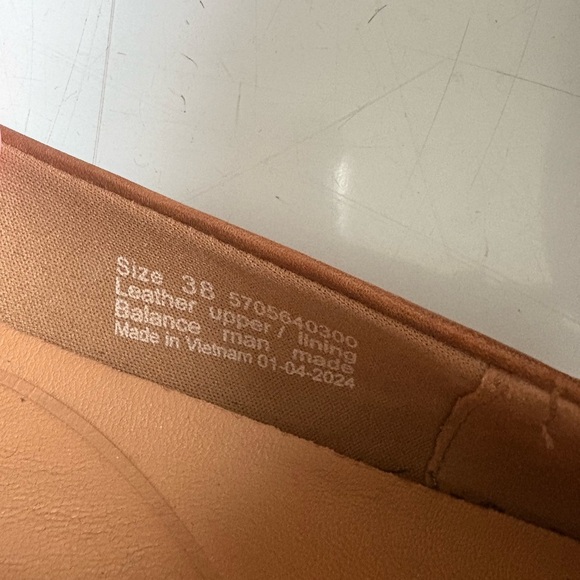 Size 38 5705640300
Leather upper/ lining
Balance man made
Made in Vietnam 01-04-2024